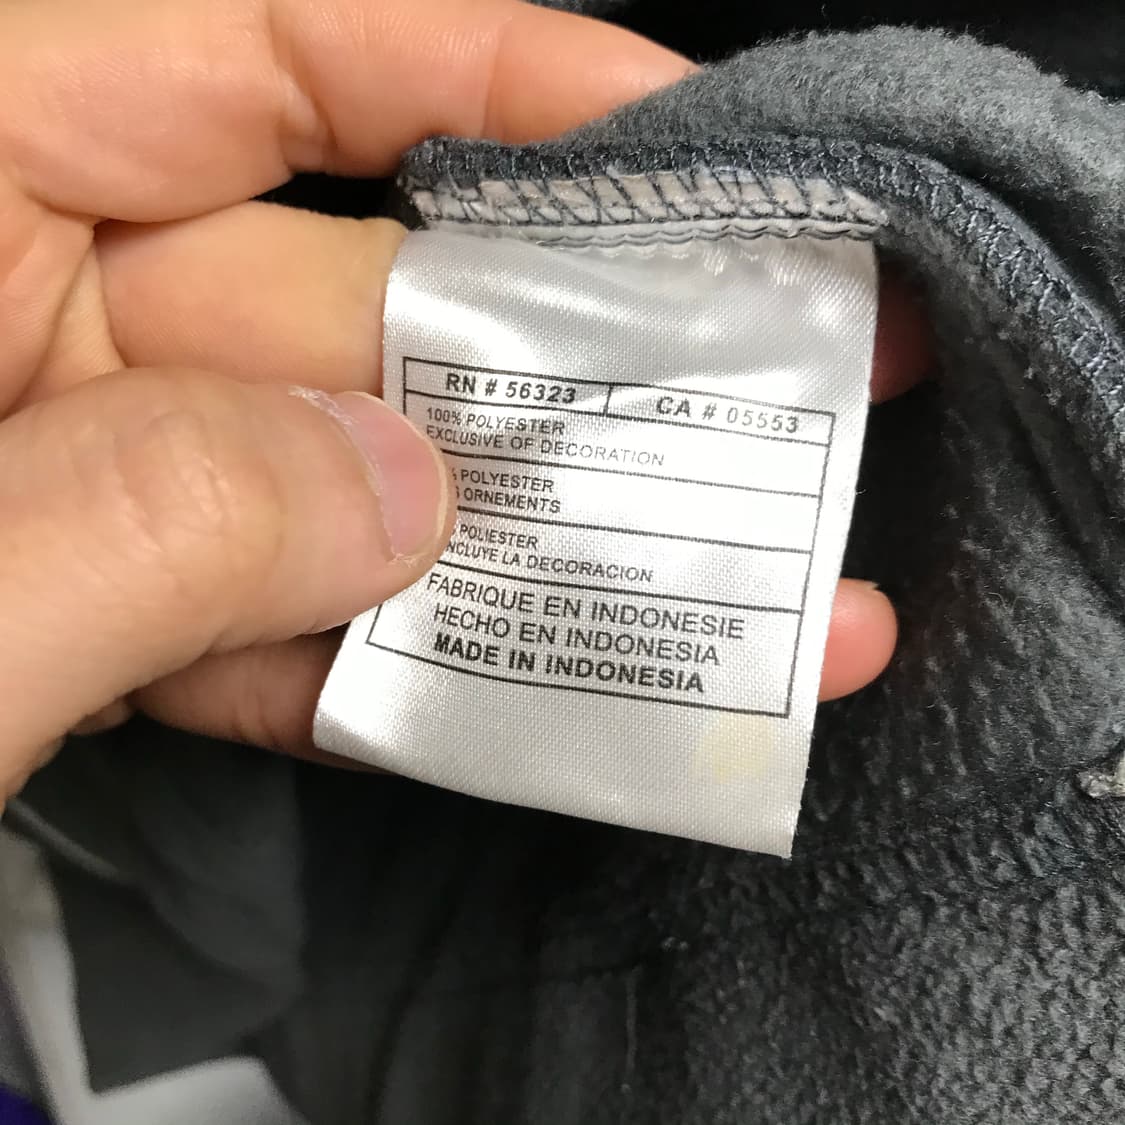 RN # 56323 CA # 05553
100% POLYESTER
EXCLUSIVE OF DECORATION
% POLYESTER
S ORNEMENTS
% POLIESTER
NCLUYE LA DECORACION
FABRIQUE EN INDONESIE
HECHO EN INDONESIA
MADE IN INDONESIA